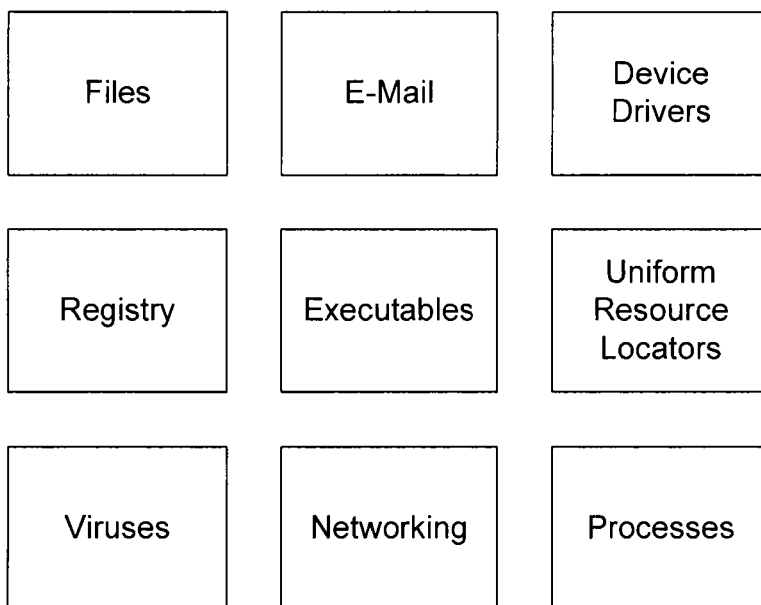 Files
E-Mail
Device
Drivers
Registry
Executables
Uniform
Resource
Locators
Viruses
Networking
Processes